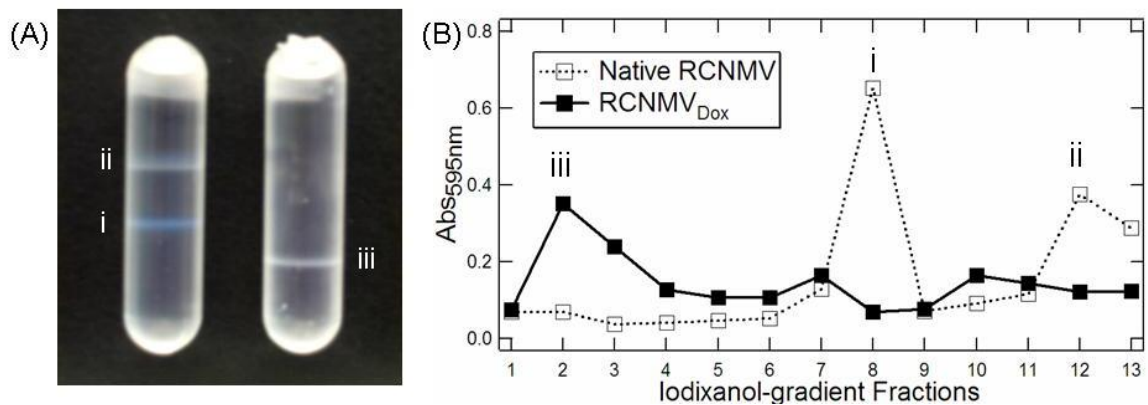 (A)
ii
i
iii
(B)
Abs595nm
0.8
0.6
0.4
0.2
0.0
Native RCNMV
RCNMVDox
iii
i
ii
1 2 3 4 5 6 7 8 9 10 11 12 13
Iodixanol-gradient Fractions